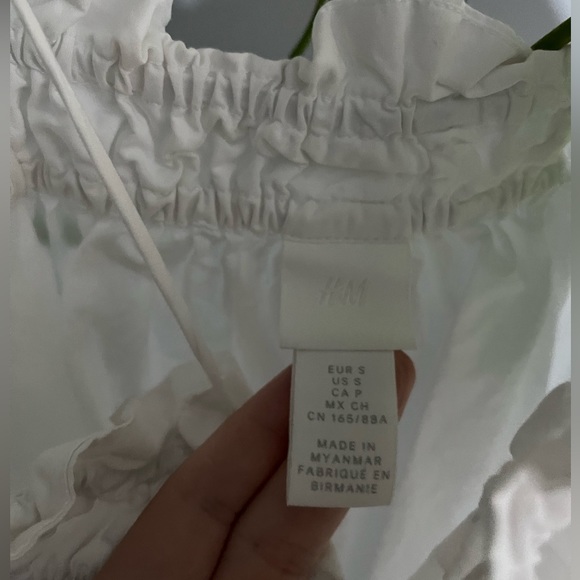 H&M
EUR S
US S
CA P
MX CH
CN 165/88A
MADE IN
MYANMAR
FABRIQUÉ EN
BIRMANIE